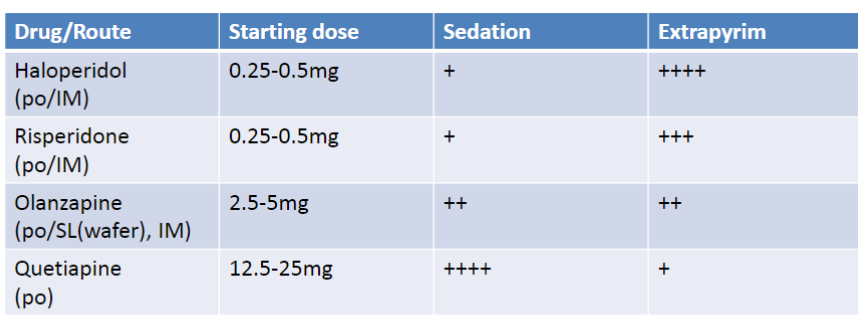 Drug/Route Starting dose Sedation Extrapyrim
Haloperidol 0.25-0.5mg + ++++
(po/IM)
Risperidone 0.25-0.5mg + +++
(po/IM)
Olanzapine 2.5-5mg ++ ++
(po/SL(wafer), IM)
Quetiapine 12.5-25mg ++++ +
(po)